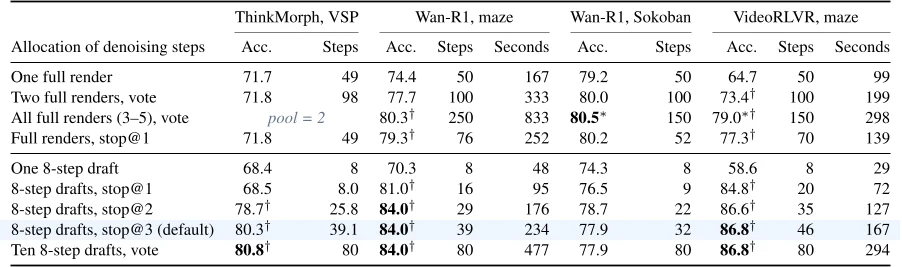 ThinkMorph, VSP Wan-R1, maze Wan-R1, Sokoban VideoRLVR, maze
Allocation of denoising steps Acc. Steps Acc. Steps Seconds Acc. Steps Acc. Steps Seconds
One full render 71.7 49 74.4 50 167 79.2 50 64.7 50 99
Two full renders, vote 71.8 98 77.7 100 333 80.0 100 73.4† 100 199
All full renders (3–5), vote pool = 2 80.3† 250 833 80.5* 150 79.0*† 150 298
Full renders, stop@1 71.8 49 79.3† 76 252 80.2 52 77.3† 70 139
One 8-step draft 68.4 8 70.3 8 48 74.3 8 58.6 8 29
8-step drafts, stop@1 68.5 8.0 81.0† 16 95 76.5 9 84.8† 20 72
8-step drafts, stop@2 78.7† 25.8 84.0† 29 176 78.7 22 86.6† 35 127
8-step drafts, stop@3 (default) 80.3† 39.1 84.0† 39 234 77.9 32 86.8† 46 167
Ten 8-step drafts, vote 80.8† 80 84.0† 80 477 77.9 80 86.8† 80 294